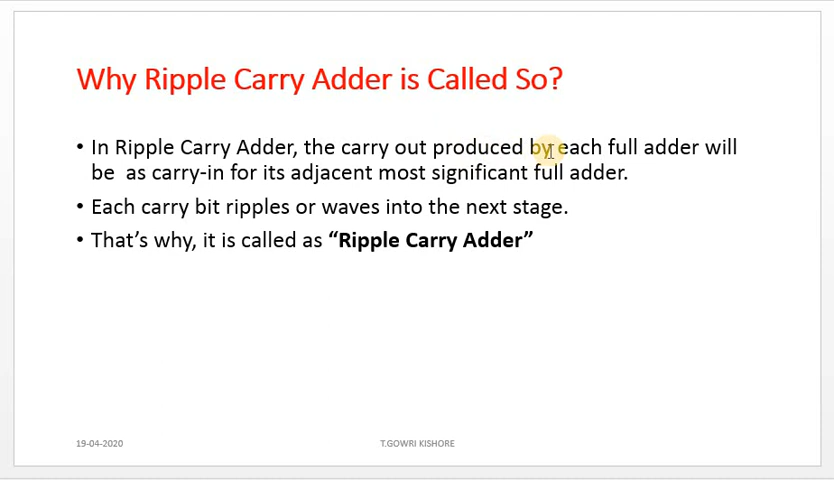 Why Ripple Carry Adder is Called So?
• In Ripple Carry Adder, the carry out produced by each full adder will
be as carry-in for its adjacent most significant full adder.
• Each carry bit ripples or waves into the next stage.
• That's why, it is called as “Ripple Carry Adder”
19-04-2020
T.GOWRI KISHORE